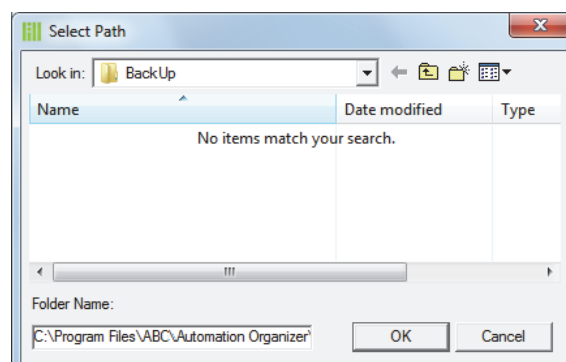 Select Path
Look in: BackUp
Name Date modified Type
No items match your search.
Folder Name:
C:\Program Files\ABC\Automation Organizer\ OK Cancel